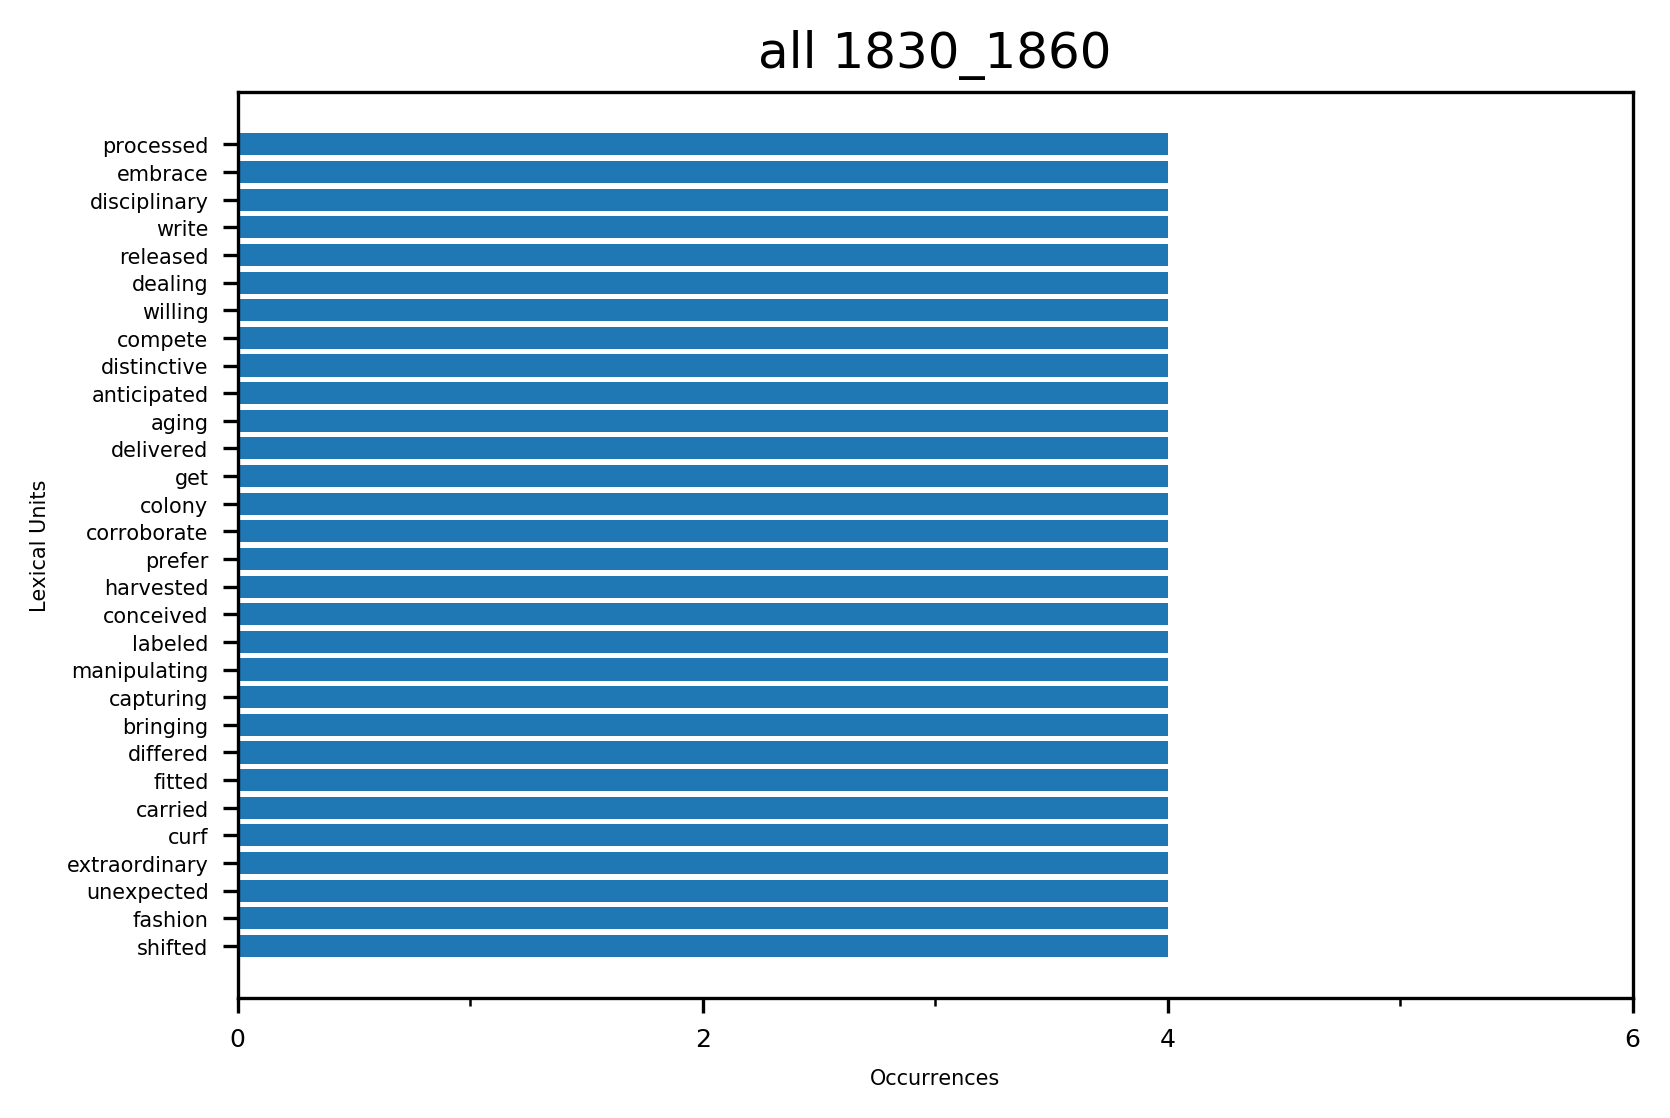 all 1830_1860
processed
embrace
disciplinary
write
released
dealing
willing
compete
distinctive
anticipated
aging
delivered
get
colony
corroborate
prefer
harvested
conceived
labeled
manipulating
capturing
bringing
differed
fitted
carried
curf
extraordinary
unexpected
fashion
shifted
Lexical Units
0 2 4 6
Occurrences